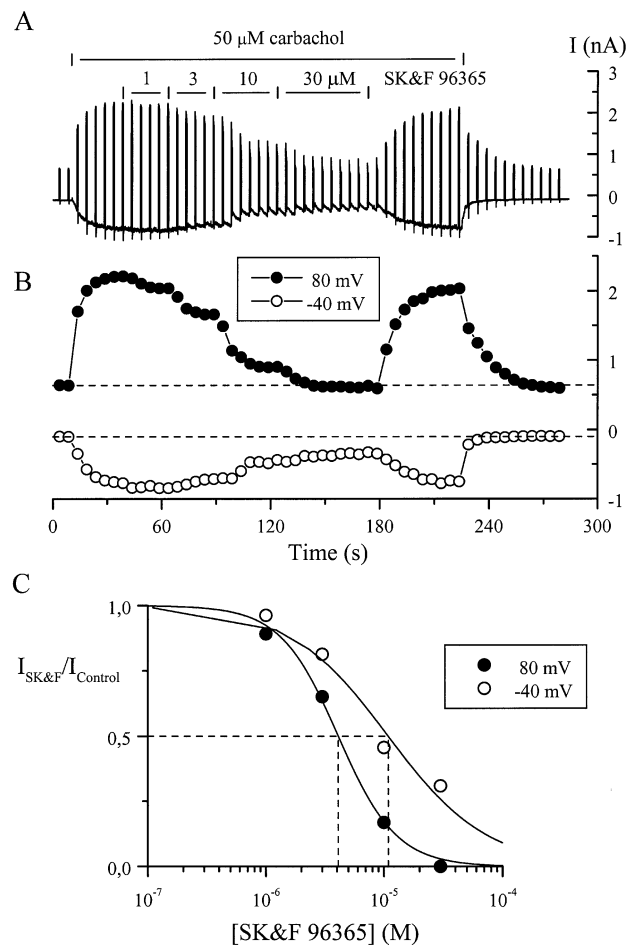 A
50 μM carbachol
I (nA)
1 3 10 30 μM SK&F 96365
3
2
1
0
-1
B
80 mV
-40 mV
2
1
0
-1
0 60 120 180 240 300
Time (s)
C
1,0
I SK&F/I Control
0,5
0,0
80 mV
-40 mV
10-7 10-6 10-5 10-4
[SK&F 96365] (M)